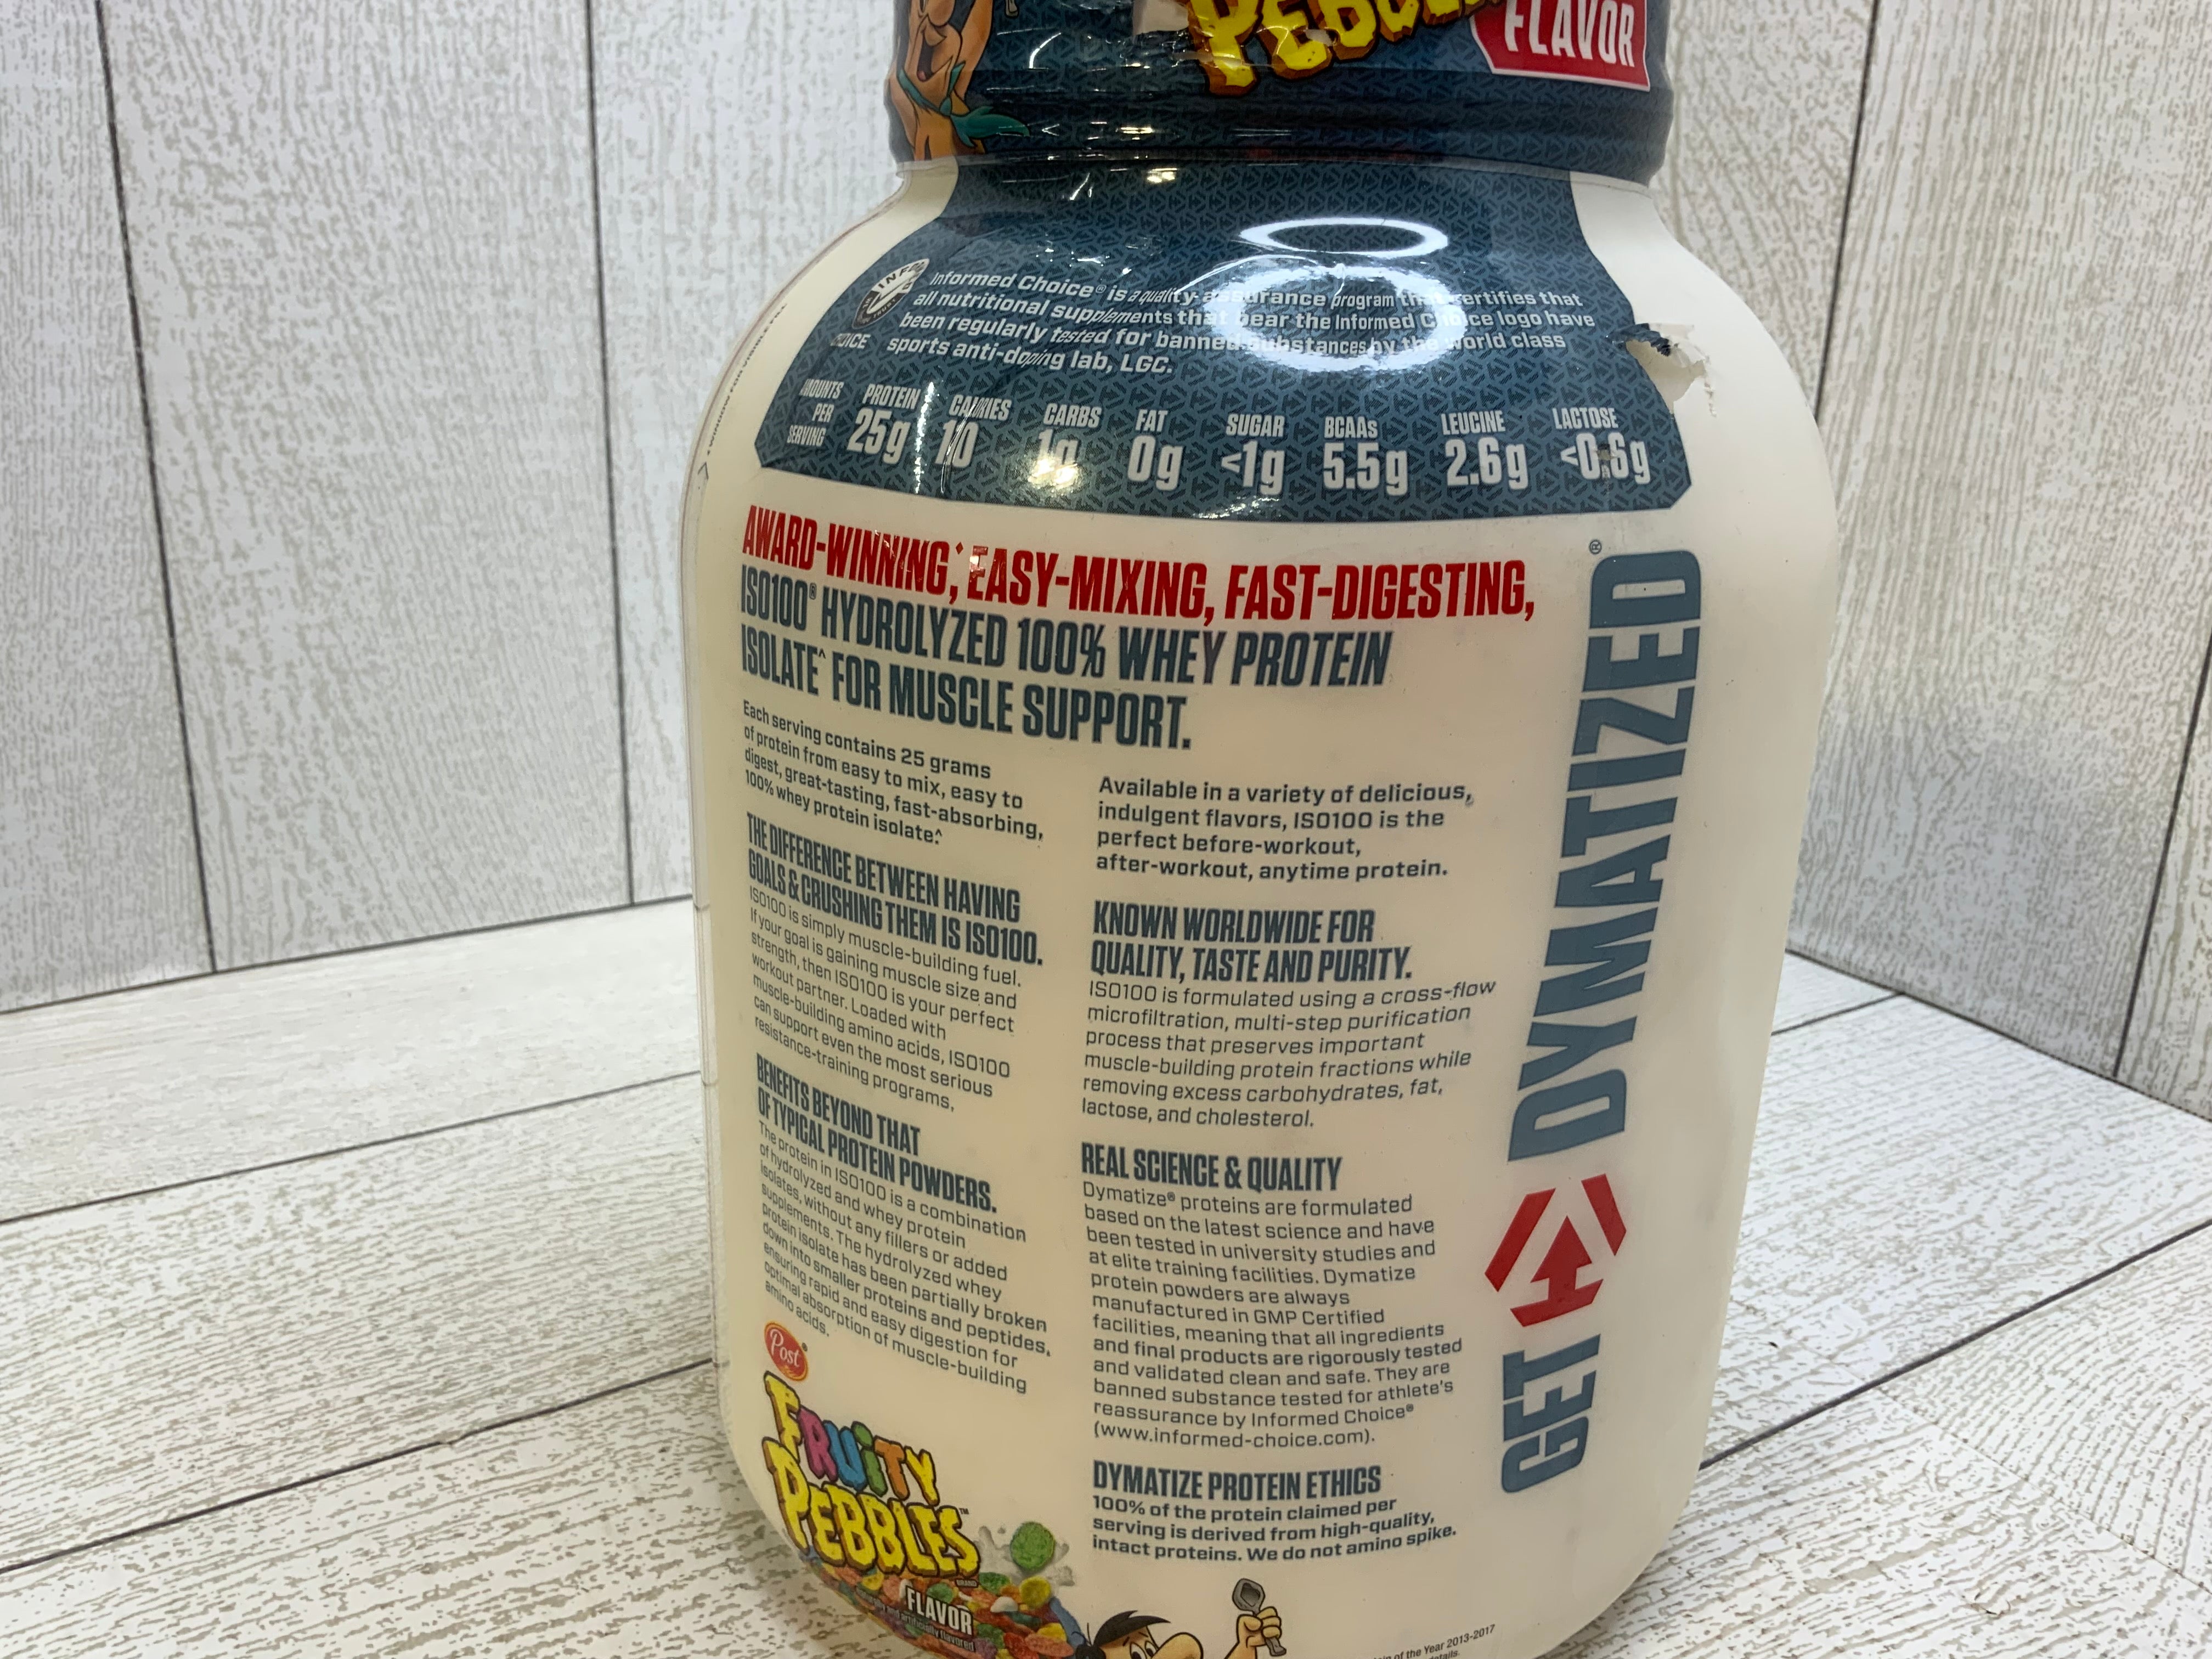 PEBBLES
FLAVOR
Informed Choice® is a quality-assurance program that certifies that
all nutritional supplements that bear the Informed Choice logo have
been regularly tested for banned substances by the world class
sports anti-doping lab, LGC.
CHOICE
AMOUNTS
PER
SERVING
PROTEIN
25g
CALORIES
110
CARBS
1g
FAT
0g
SUGAR
<1g
BCAAs
5.5g
LEUCINE
2.6g
LACTOSE
<0.6g
AWARD-WINNING, EASY-MIXING, FAST-DIGESTING,
ISO100® HYDROLYZED 100% WHEY PROTEIN
ISOLATE^ FOR MUSCLE SUPPORT.
Each serving contains 25 grams
of protein from easy to mix, easy to
digest, great-tasting, fast-absorbing,
100% whey protein isolate.^
THE DIFFERENCE BETWEEN HAVING
GOALS & CRUSHING THEM IS ISO100.
ISO100 is simply muscle-building fuel.
If your goal is gaining muscle size and
strength, then ISO100 is your perfect
workout partner. Loaded with
muscle-building amino acids, ISO100
can support even the most serious
resistance-training programs.
BENEFITS BEYOND THAT
OF TYPICAL PROTEIN POWDERS.
The protein in ISO100 is a combination
of hydrolyzed and whey protein
isolates, without any fillers or added
supplements. The hydrolyzed whey
protein isolate has been partially broken
down into smaller proteins and peptides,
ensuring rapid and easy digestion for
optimal absorption of muscle-building
amino acids.
Post®
FRUITY
PEBBLES™
BRAND
FLAVOR
naturally and artificially flavored
Available in a variety of delicious,
indulgent flavors, ISO100 is the
perfect before-workout,
after-workout, anytime protein.
KNOWN WORLDWIDE FOR
QUALITY, TASTE AND PURITY.
ISO100 is formulated using a cross-flow
microfiltration, multi-step purification
process that preserves important
muscle-building protein fractions while
removing excess carbohydrates, fat,
lactose, and cholesterol.
REAL SCIENCE & QUALITY
Dymatize® proteins are formulated
based on the latest science and have
been tested in university studies and
at elite training facilities. Dymatize
protein powders are always
manufactured in GMP Certified
facilities, meaning that all ingredients
and final products are rigorously tested
and validated clean and safe. They are
banned substance tested for athlete's
reassurance by Informed Choice®
(www.informed-choice.com).
DYMATIZE PROTEIN ETHICS
100% of the protein claimed per
serving is derived from high-quality,
intact proteins. We do not amino spike.
of the Year 2013-2017
details.
GET DYMATIZED®